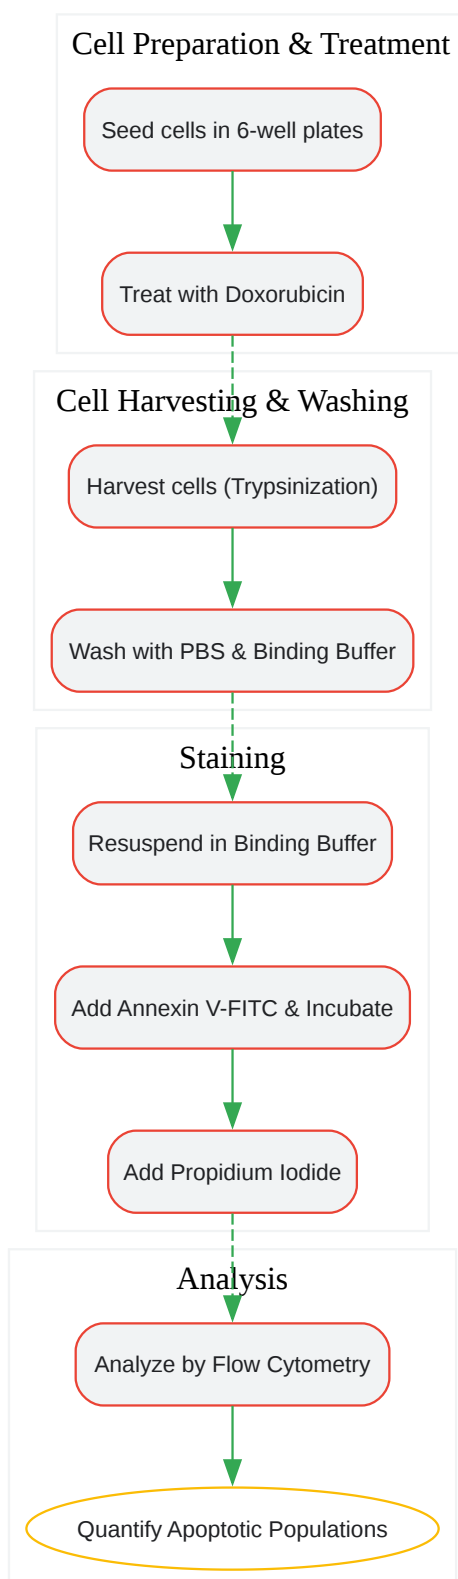 Cell Preparation & Treatment
Seed cells in 6-well plates
Treat with Doxorubicin
Cell Harvesting & Washing
Harvest cells (Trypsinization)
Wash with PBS & Binding Buffer
Staining
Resuspend in Binding Buffer
Add Annexin V-FITC & Incubate
Add Propidium Iodide
Analysis
Analyze by Flow Cytometry
Quantify Apoptotic Populations